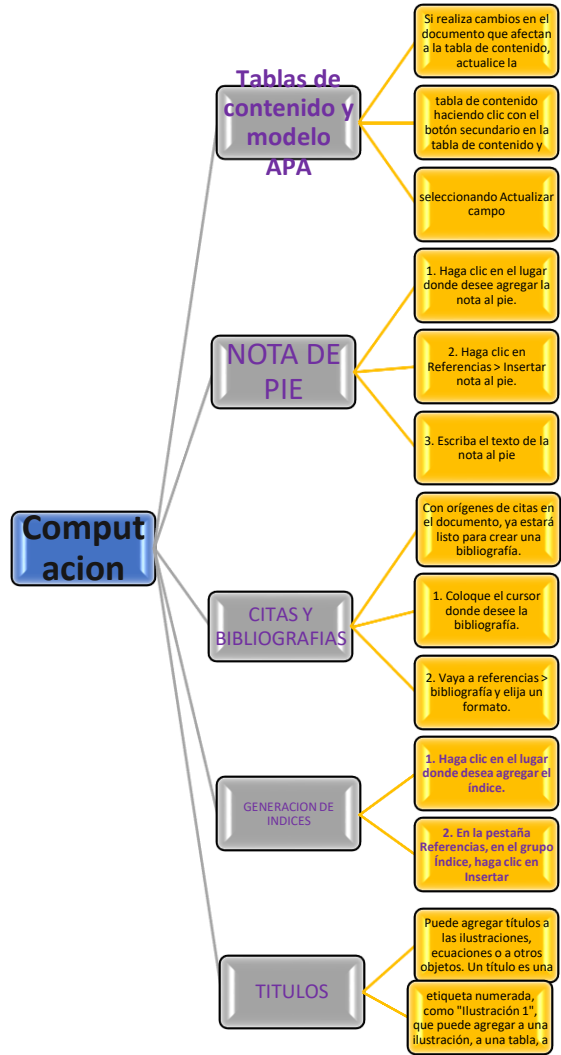 Computacion
Tablas de
contenido y
modelo
APA
Si realiza cambios en el
documento que afectan
a la tabla de contenido,
actualice la
tabla de contenido
haciendo clic con el
botón secundario en la
tabla de contenido y
seleccionando Actualizar
campo
NOTA DE
PIE
1. Haga clic en el lugar
donde desee agregar la
nota al pie.
2. Haga clic en
Referencias > Insertar
nota al pie.
3. Escriba el texto de la
nota al pie
CITAS Y
BIBLIOGRAFIAS
Con orígenes de citas en
el documento, ya estará
listo para crear una
bibliografía.
1. Coloque el cursor
donde desee la
bibliografía.
2. Vaya a referencias >
bibliografía y elija un
formato.
GENERACION DE
INDICES
1. Haga clic en el lugar
donde desea agregar el
índice.
2. En la pestaña
Referencias, en el grupo
Índice, haga clic en
Insertar
TITULOS
Puede agregar títulos a
las ilustraciones,
ecuaciones o a otros
objetos. Un título es una
etiqueta numerada,
como "Ilustración 1",
que puede agregar a una
ilustración, a una tabla, a